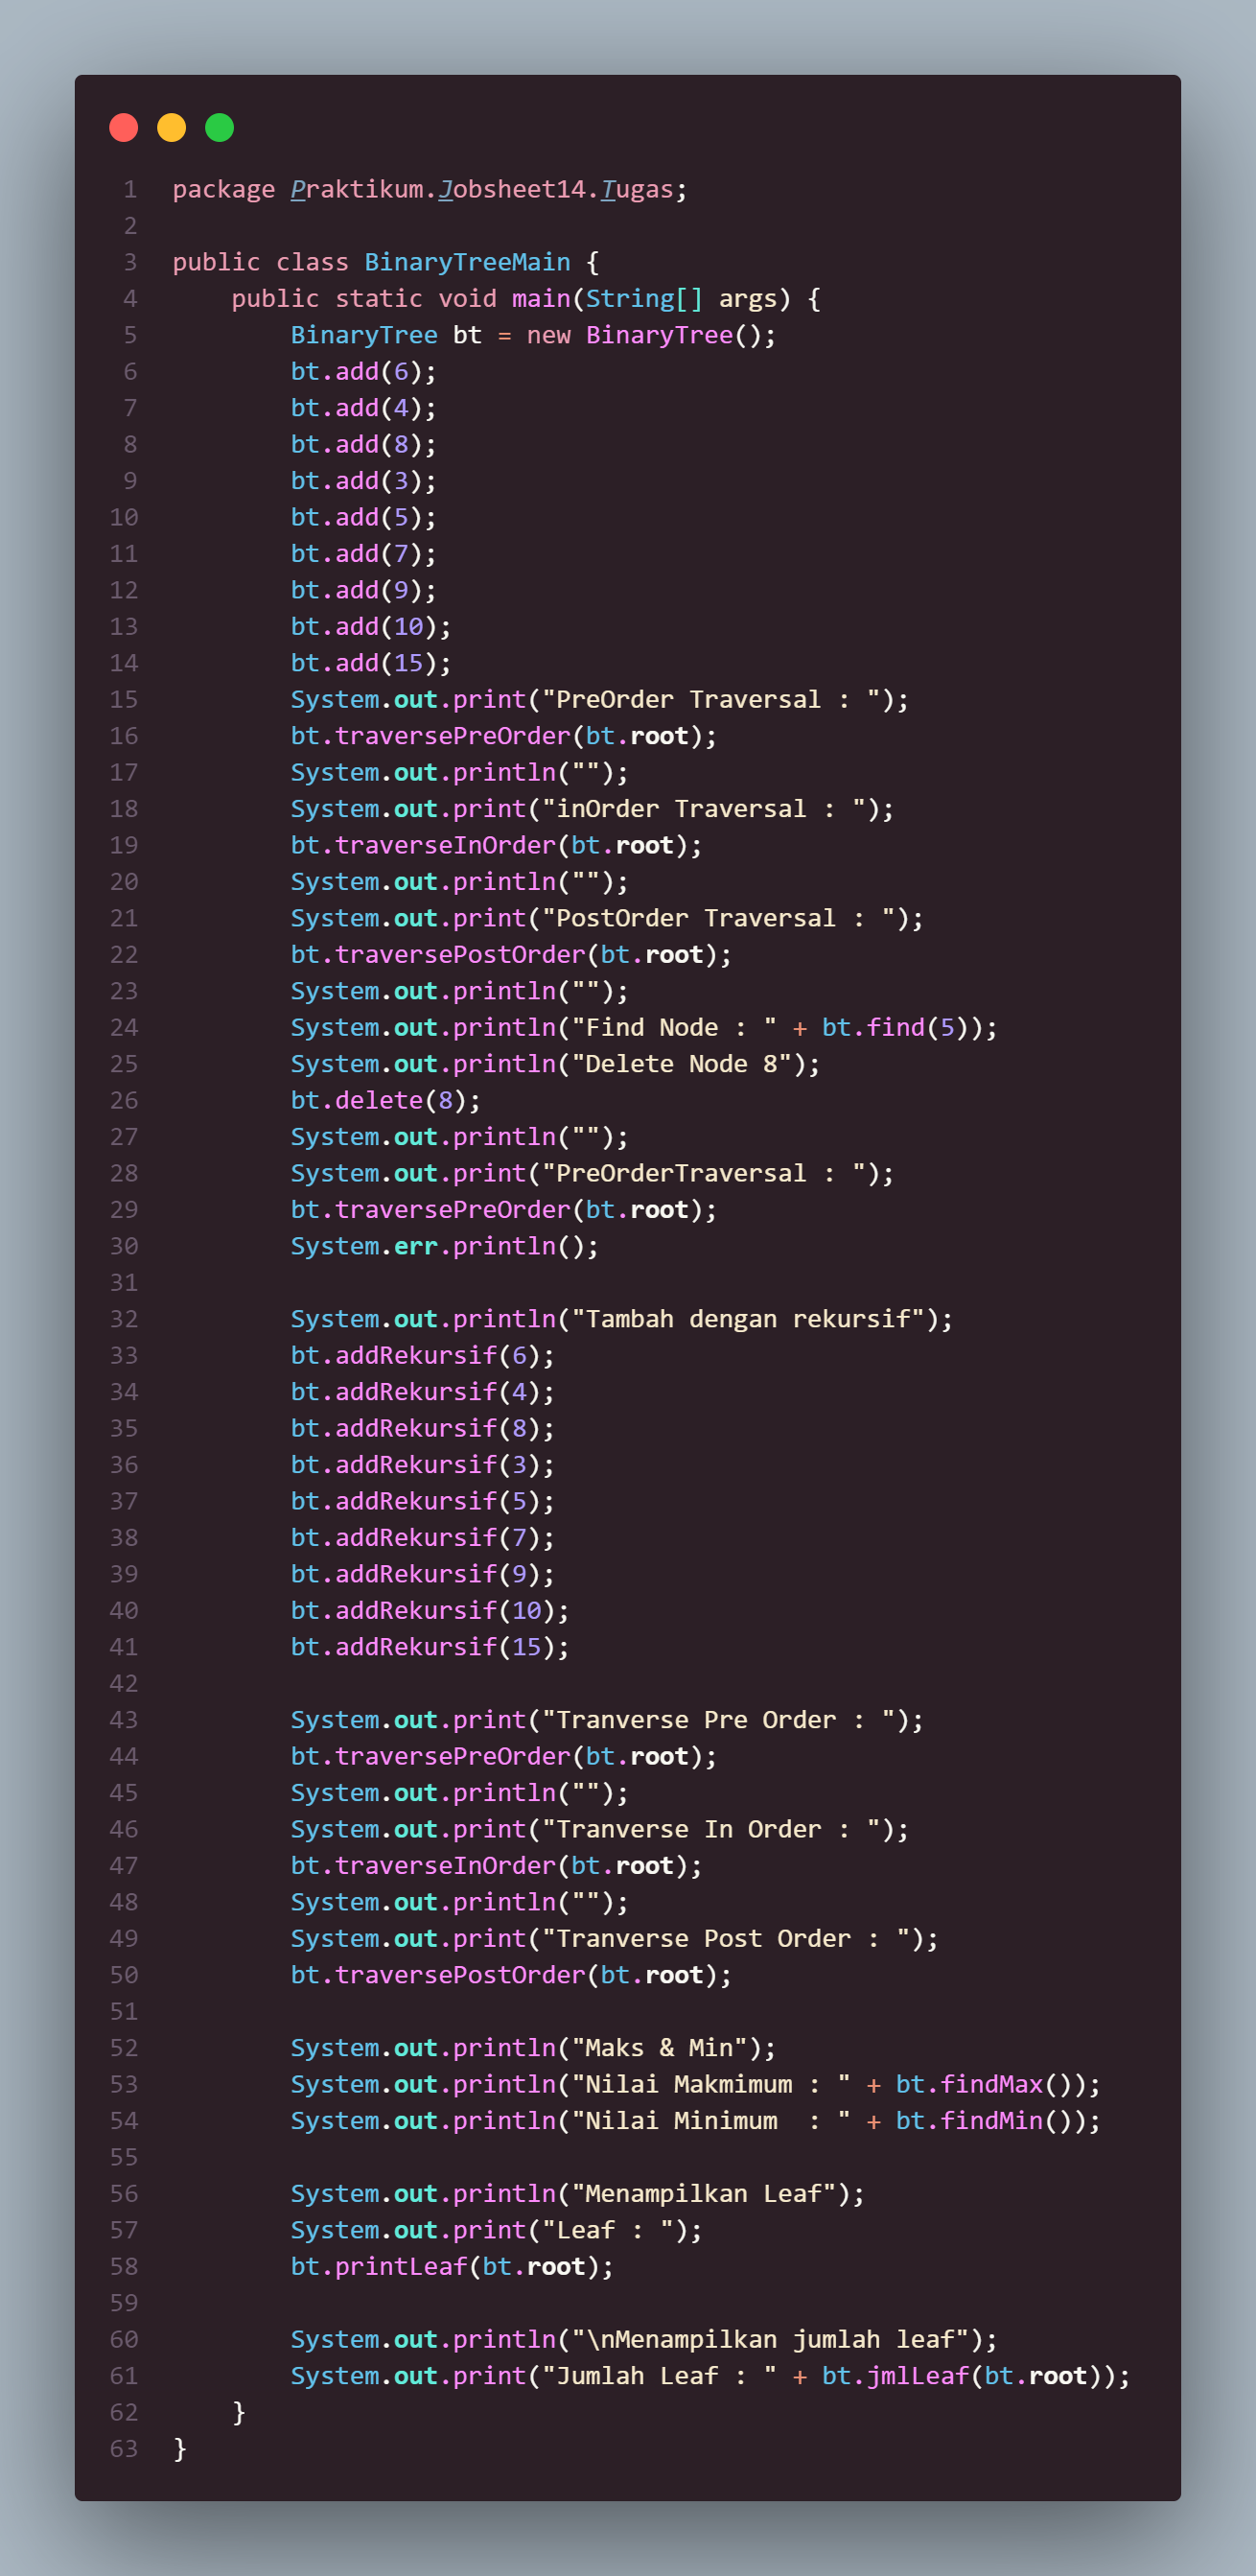 1 package Praktikum.Jobsheet14.Tugas;
2
3 public class BinaryTreeMain {
4     public static void main(String[] args) {
5         BinaryTree bt = new BinaryTree();
6         bt.add(6);
7         bt.add(4);
8         bt.add(8);
9         bt.add(3);
10         bt.add(5);
11         bt.add(7);
12         bt.add(9);
13         bt.add(10);
14         bt.add(15);
15         System.out.print("PreOrder Traversal : ");
16         bt.traversePreOrder(bt.root);
17         System.out.println("");
18         System.out.print("inOrder Traversal : ");
19         bt.traverseInOrder(bt.root);
20         System.out.println("");
21         System.out.print("PostOrder Traversal : ");
22         bt.traversePostOrder(bt.root);
23         System.out.println("");
24         System.out.println("Find Node : " + bt.find(5));
25         System.out.println("Delete Node 8");
26         bt.delete(8);
27         System.out.println("");
28         System.out.print("PreOrderTraversal : ");
29         bt.traversePreOrder(bt.root);
30         System.err.println();
31
32         System.out.println("Tambah dengan rekursif");
33         bt.addRekursif(6);
34         bt.addRekursif(4);
35         bt.addRekursif(8);
36         bt.addRekursif(3);
37         bt.addRekursif(5);
38         bt.addRekursif(7);
39         bt.addRekursif(9);
40         bt.addRekursif(10);
41         bt.addRekursif(15);
42
43         System.out.print("Tranverse Pre Order : ");
44         bt.traversePreOrder(bt.root);
45         System.out.println("");
46         System.out.print("Tranverse In Order : ");
47         bt.traverseInOrder(bt.root);
48         System.out.println("");
49         System.out.print("Tranverse Post Order : ");
50         bt.traversePostOrder(bt.root);
51
52         System.out.println("Maks & Min");
53         System.out.println("Nilai Makmimum : " + bt.findMax());
54         System.out.println("Nilai Minimum  : " + bt.findMin());
55
56         System.out.println("Menampilkan Leaf");
57         System.out.print("Leaf : ");
58         bt.printLeaf(bt.root);
59
60         System.out.println("\nMenampilkan jumlah leaf");
61         System.out.print("Jumlah Leaf : " + bt.jmlLeaf(bt.root));
62     }
63 }